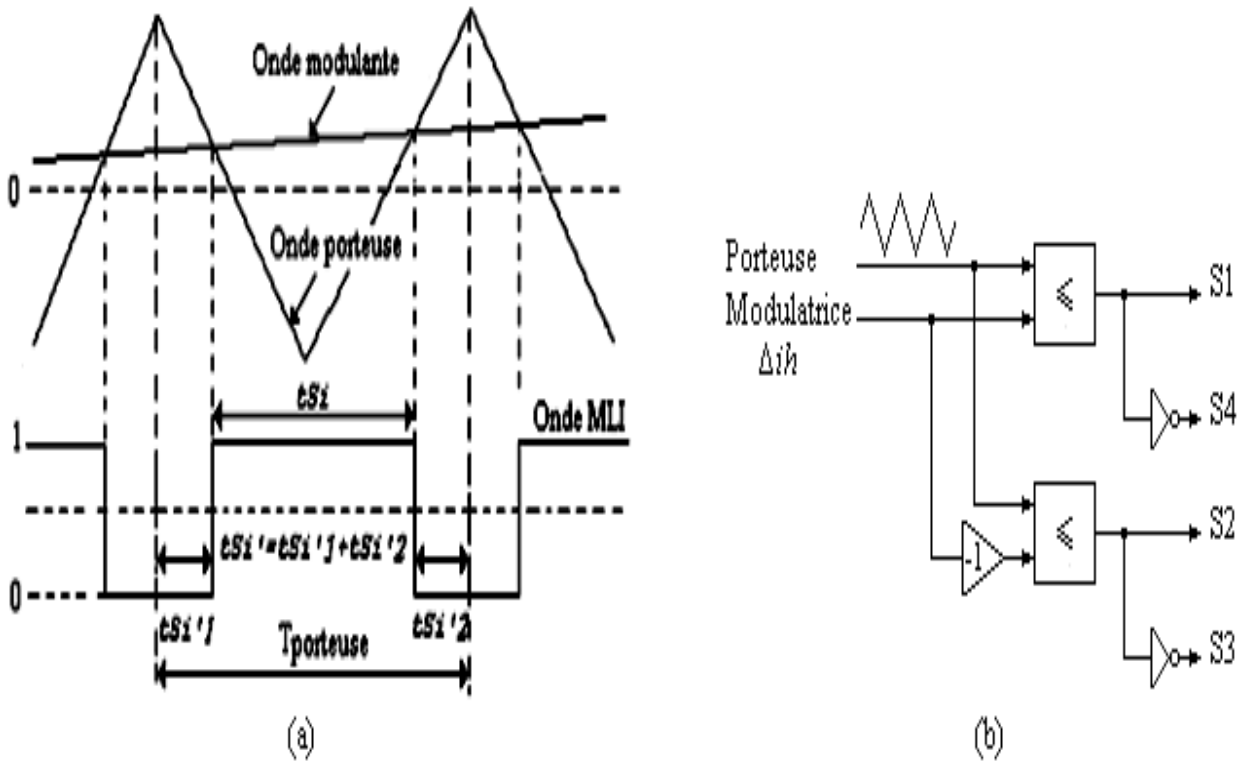 Onde modulante
0
Onde porteuse
tSi
Onde MLI
1
tSi'=tSi'1+tSi'2
0
tSi'1
Tporteuse
tSi'2
(a)
Porteuse
Modulatrice
Δih
≤
S1
S4
-1
≤
S2
S3
(b)